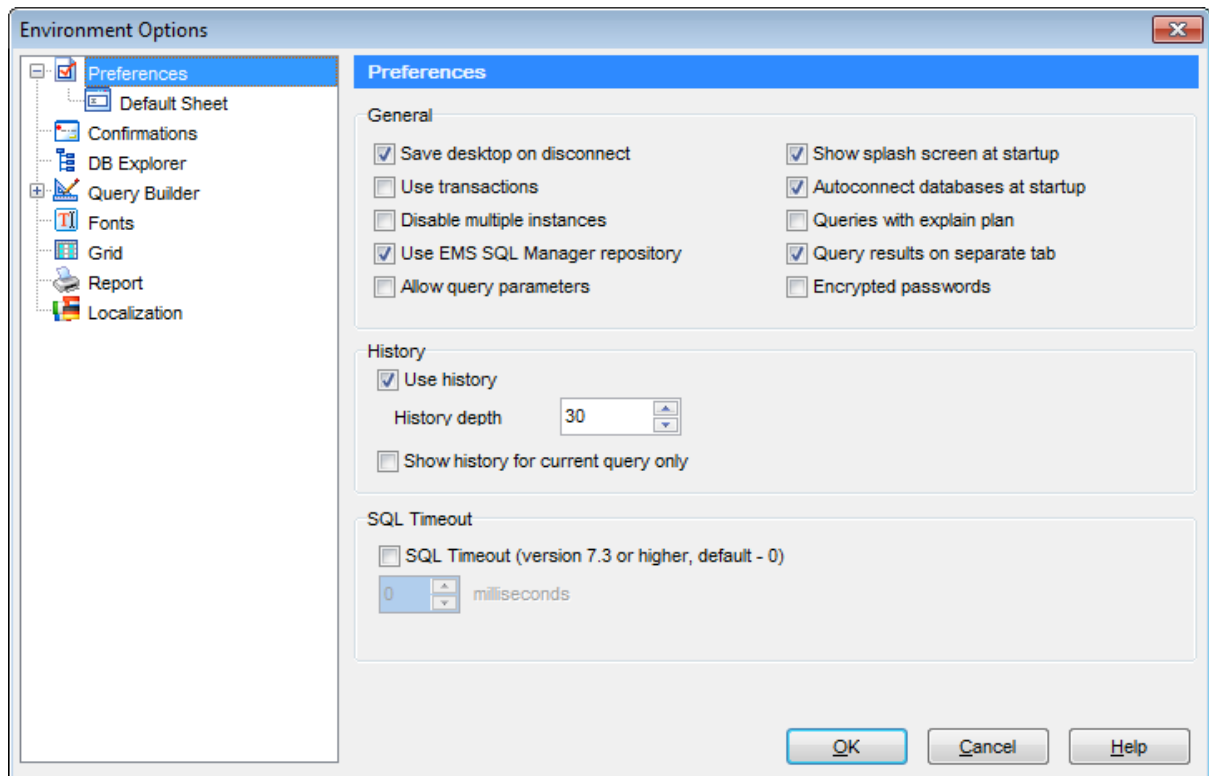 Environment Options
Preferences
Default Sheet
Confirmations
DB Explorer
Query Builder
Fonts
Grid
Report
Localization
Preferences
General
Save desktop on disconnect
Show splash screen at startup
Use transactions
Autoconnect databases at startup
Disable multiple instances
Queries with explain plan
Use EMS SQL Manager repository
Query results on separate tab
Allow query parameters
Encrypted passwords
History
Use history
History depth 30
Show history for current query only
SQL Timeout
SQL Timeout (version 7.3 or higher, default - 0)
0 milliseconds
OK Cancel Help